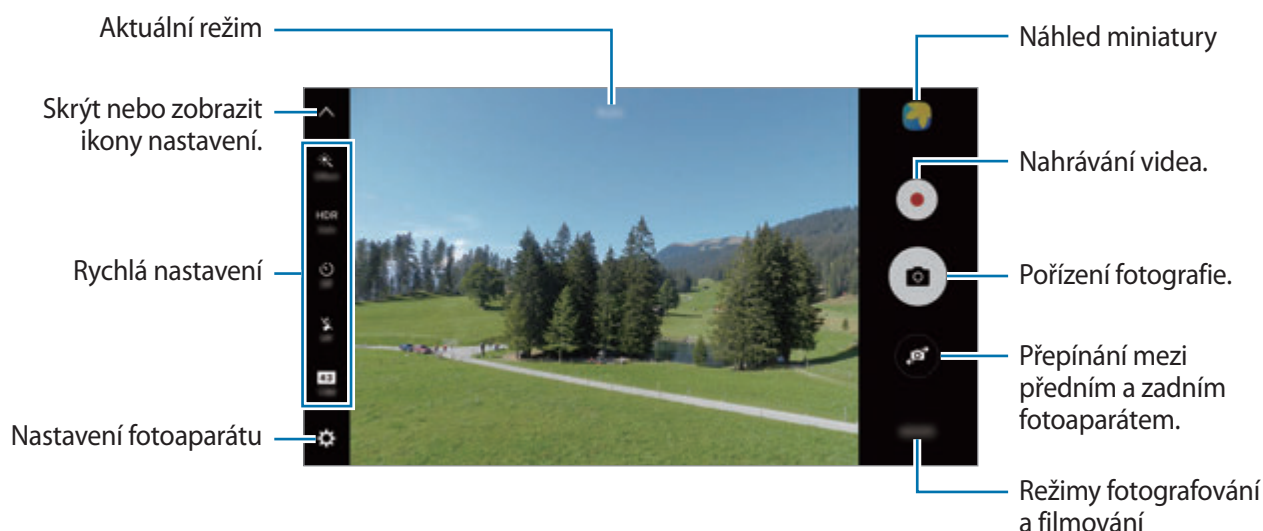 Aktuální režim
Skrýt nebo zobrazit
ikony nastavení.
Rychlá nastavení
Nastavení fotoaparátu
HDR
43
Náhled miniatury
Nahrávání videa.
Pořízení fotografie.
Přepínání mezi
předním a zadním
fotoaparátem.
Režimy fotografování
a filmování